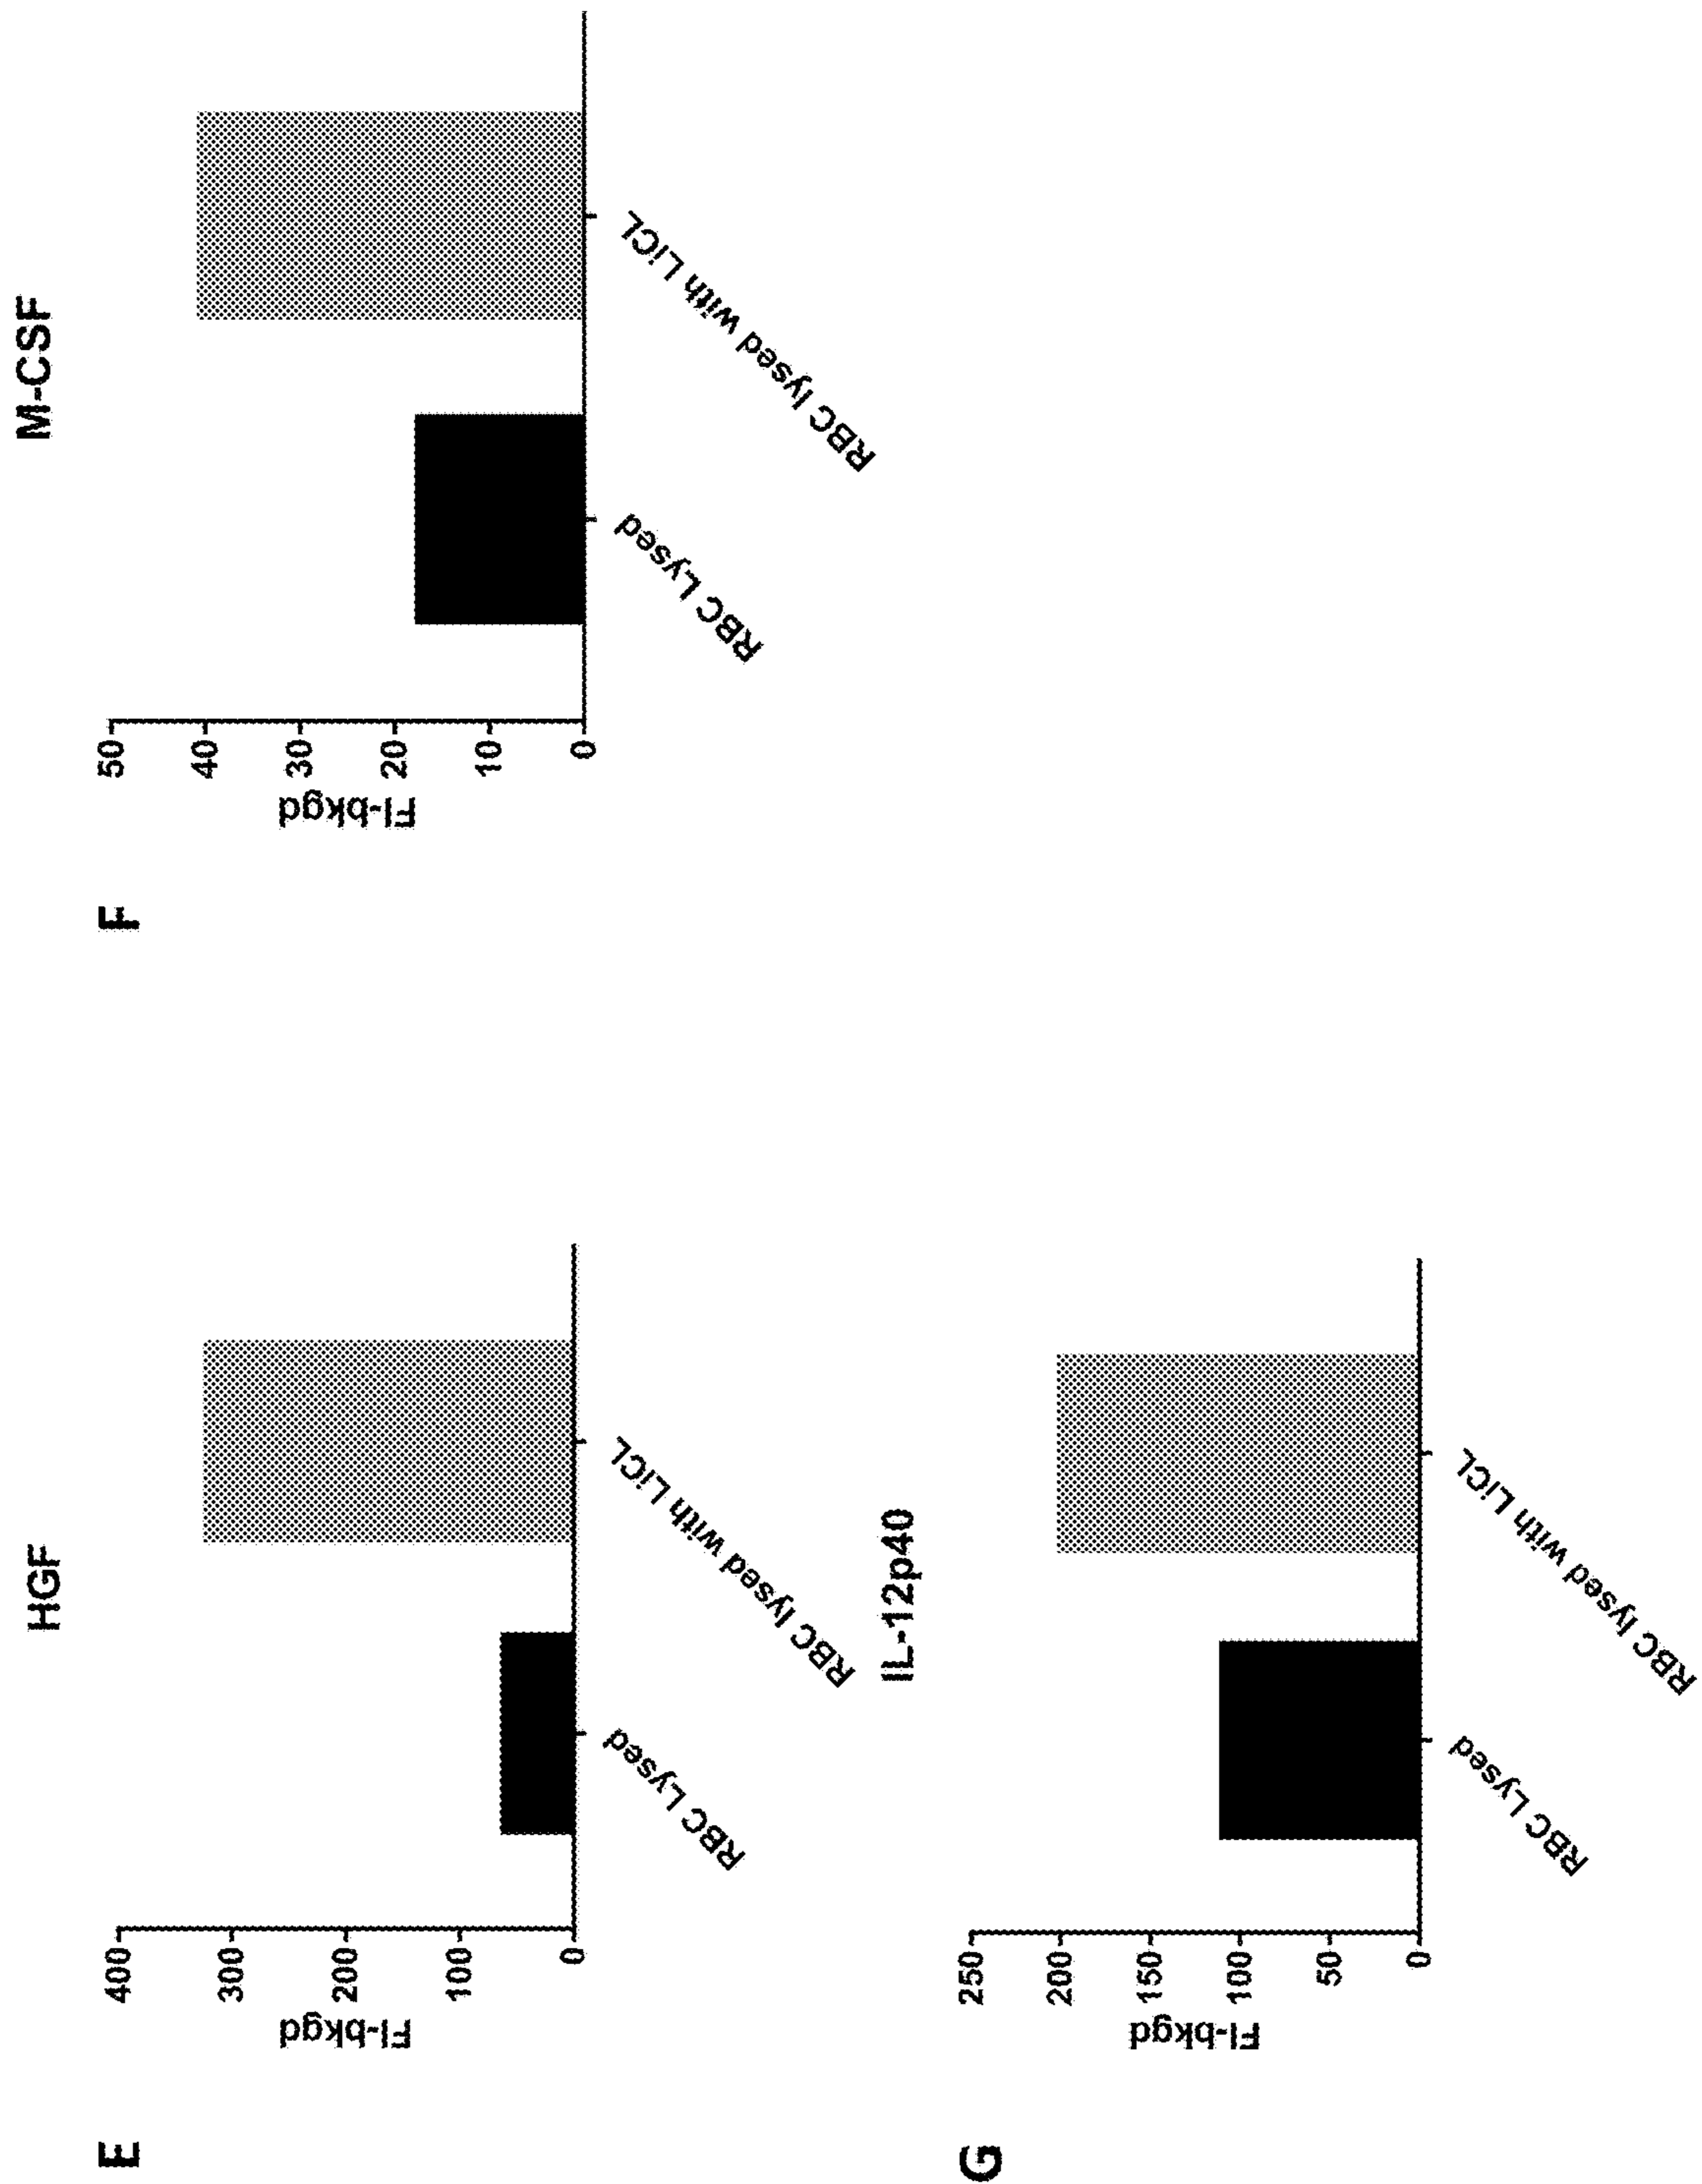 E
HGF
FI-bkgd
400
300
200
100
0
RBC Lysed
RBC lysed with LiCL
F
M-CSF
FI-bkgd
50
40
30
20
10
0
RBC Lysed
RBC lysed with LiCL
G
IL-12p40
FI-bkgd
250
200
150
100
50
0
RBC Lysed
RBC lysed with LiCL